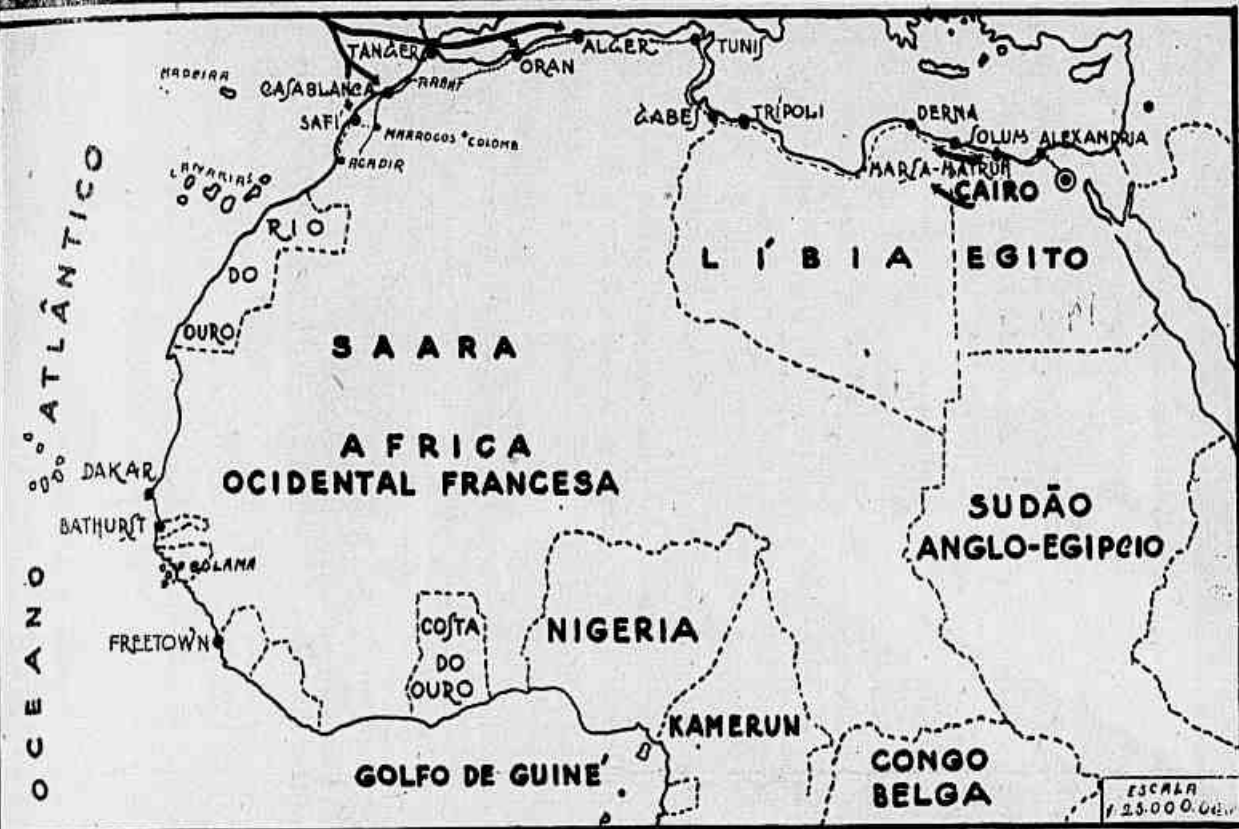 TANGER
ALGER
TUNIS
ORAN
MADEIRA
CASABLANCA
RABAT
SAFI
MARROCOS
COLOMB
AGADIR
GABES
TRÍPOLI
DERNA
SOLUM
ALEXANDRIA
MARSA-MATRUH
CAIRO
CANARIAS
RIO
DO
OURO
LÍBIA
EGITO
OCEANO ATLÂNTICO
SAARA
AFRICA
OCIDENTAL FRANCESA
DAKAR
BATHURST
BOLAMA
FREETOWN
SUDÃO
ANGLO-EGIPCIO
COSTA
DO
OURO
NIGERIA
KAMERUN
CONGO
BELGA
GOLFO DE GUINÉ
ESCALA